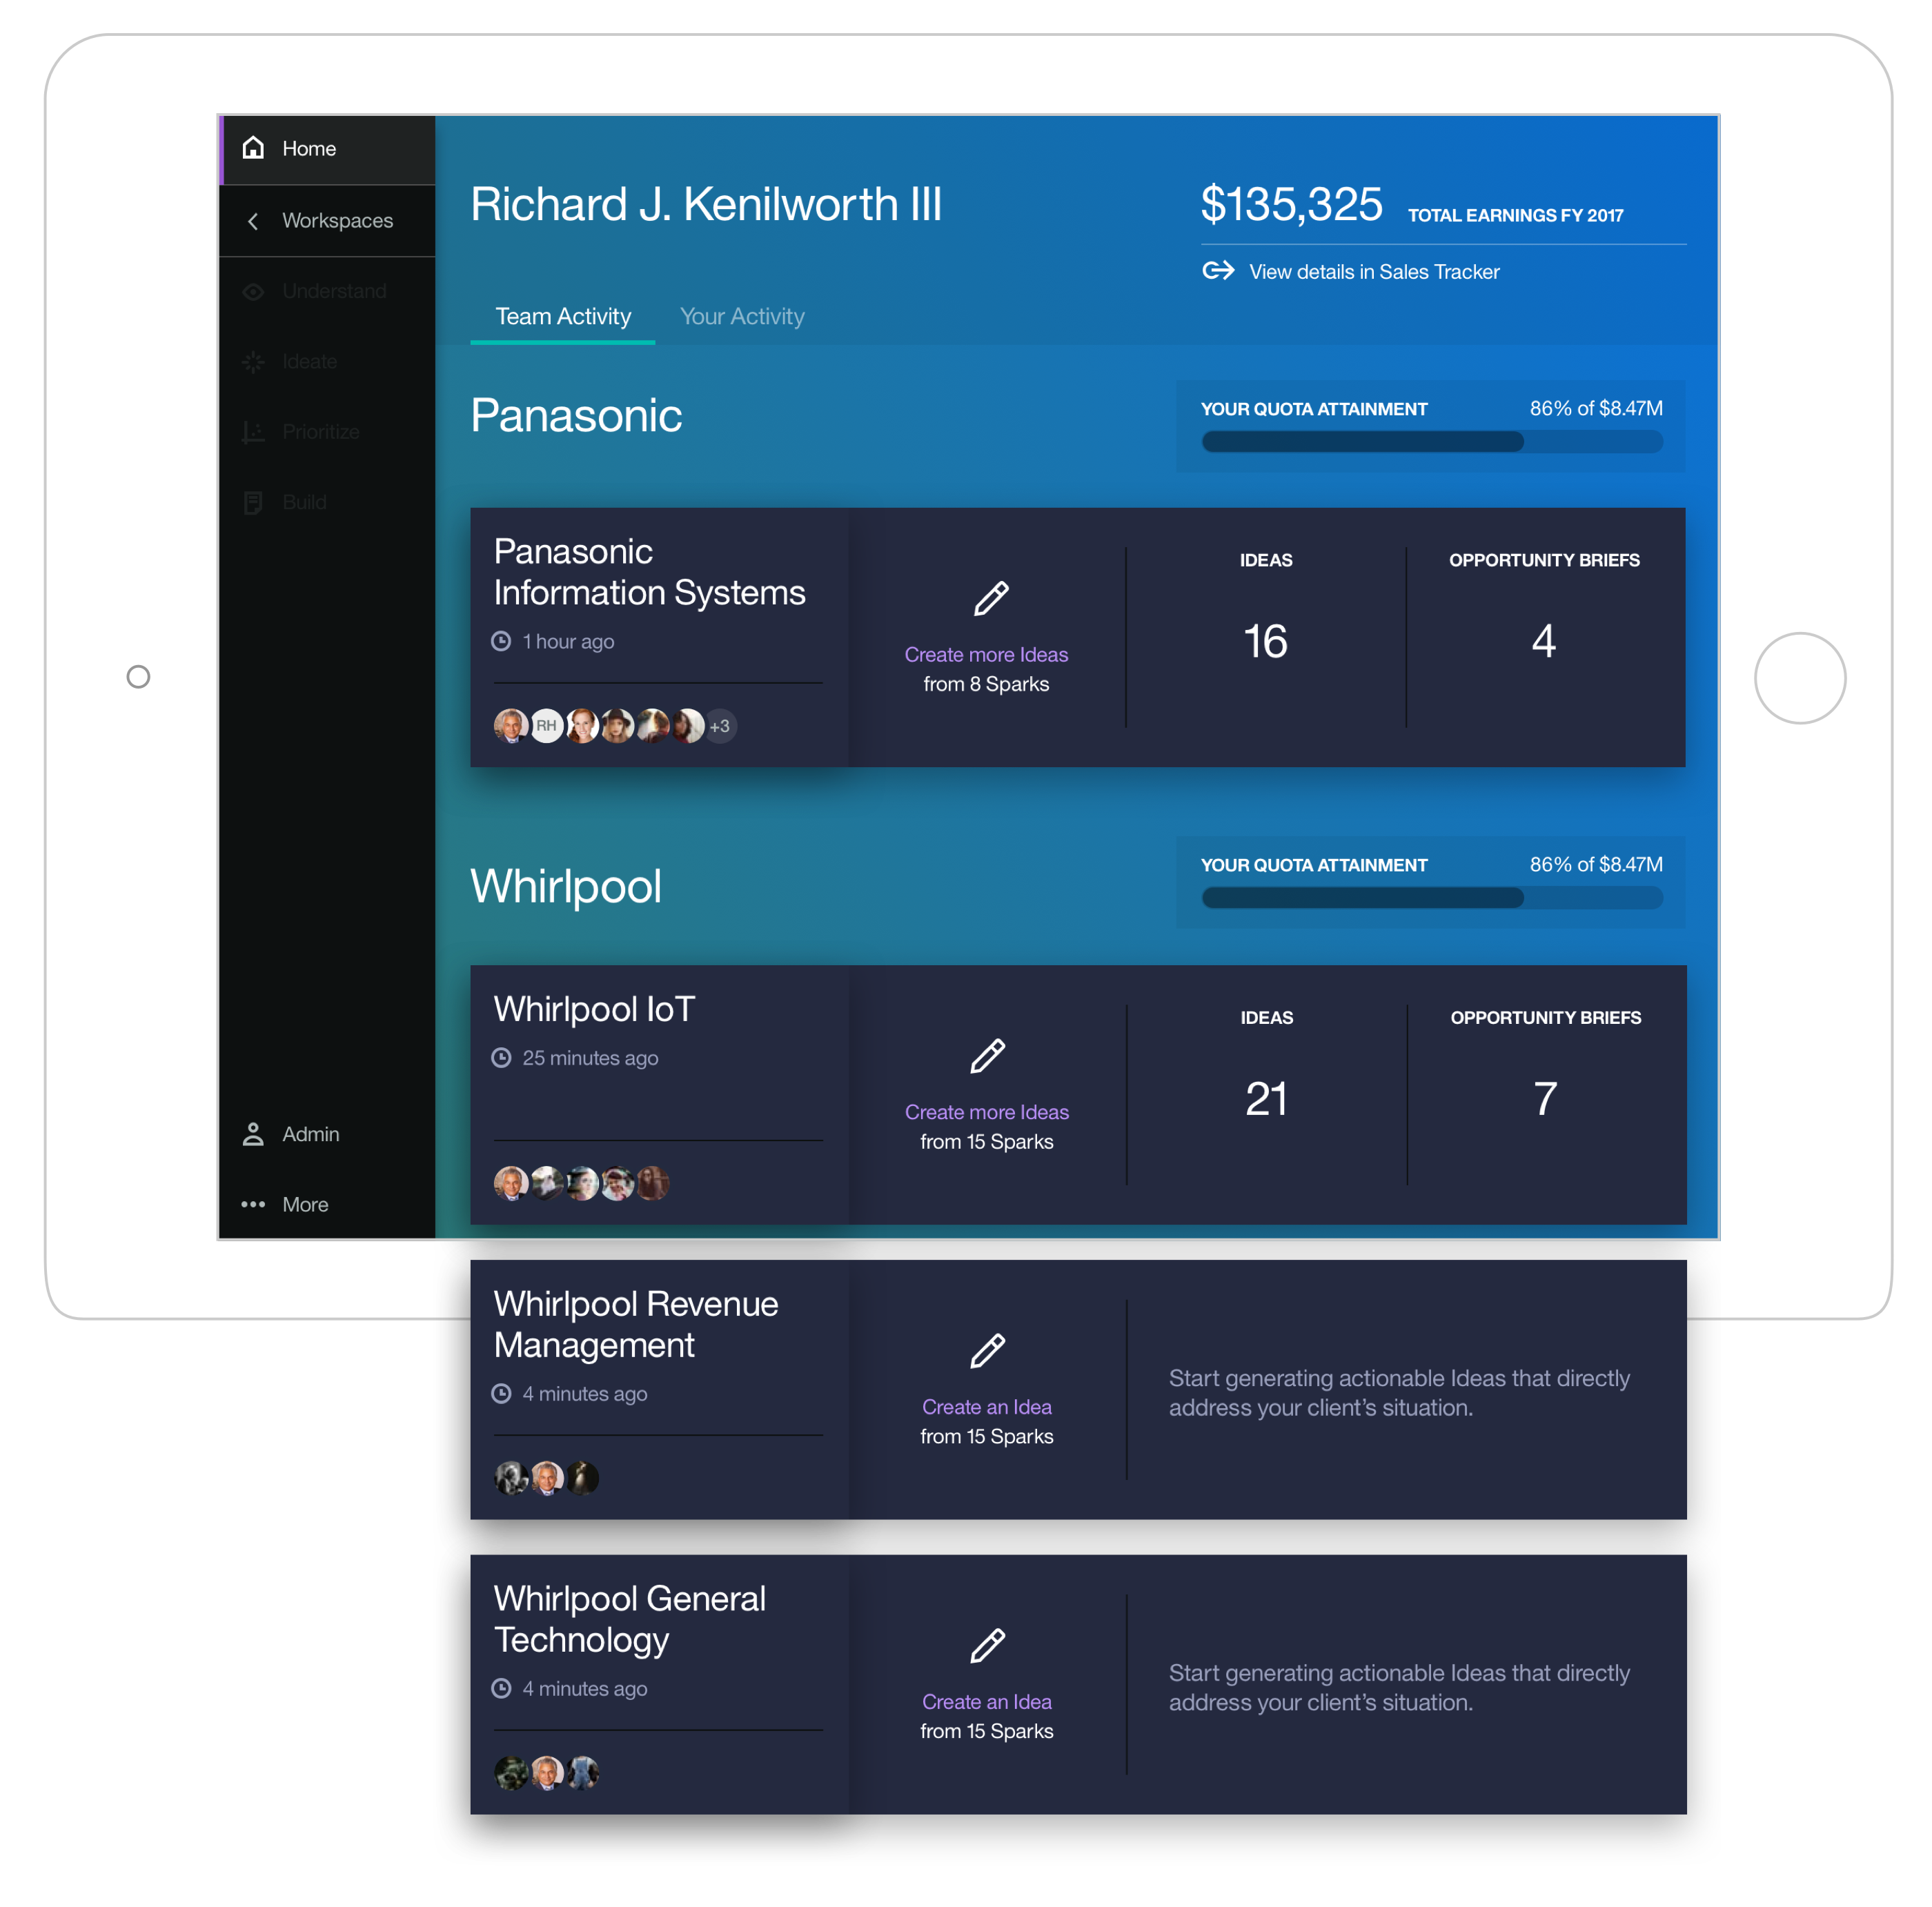 Home
Workspaces
Understand
Ideate
Prioritize
Build
Admin
More
Richard J. Kenilworth III
$135,325 TOTAL EARNINGS FY 2017
View details in Sales Tracker
Team Activity Your Activity
Panasonic
YOUR QUOTA ATTAINMENT 86% of $8.47M
Panasonic
Information Systems
1 hour ago
RH +3
Create more Ideas
from 8 Sparks
IDEAS
16
OPPORTUNITY BRIEFS
4
Whirlpool
YOUR QUOTA ATTAINMENT 86% of $8.47M
Whirlpool IoT
25 minutes ago
Create more Ideas
from 15 Sparks
IDEAS
21
OPPORTUNITY BRIEFS
7
Whirlpool Revenue
Management
4 minutes ago
Create an Idea
from 15 Sparks
Start generating actionable Ideas that directly
address your client’s situation.
Whirlpool General
Technology
4 minutes ago
Create an Idea
from 15 Sparks
Start generating actionable Ideas that directly
address your client’s situation.